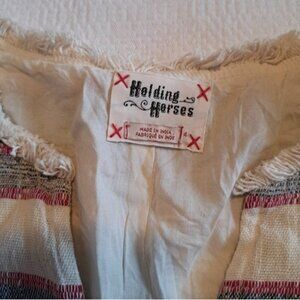 Holding
Horses
MADE IN INDIA
FABRIQUÉ EN INDE